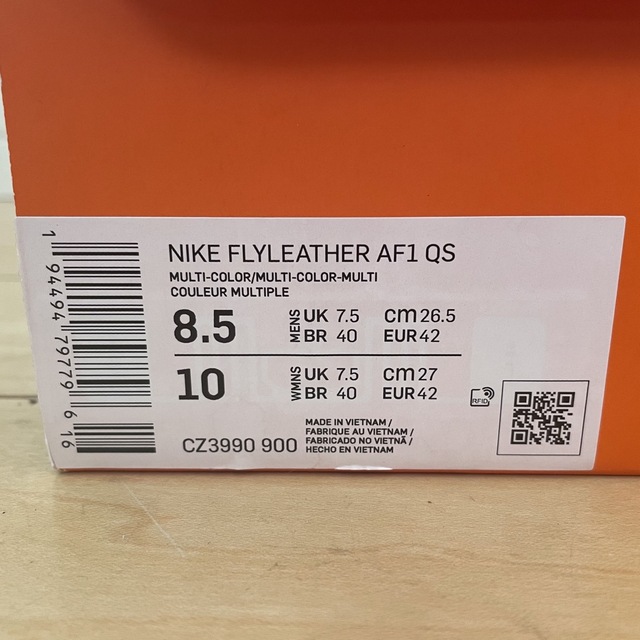 NIKE FLYLEATHER AF1 QS
MULTI-COLOR/MULTI-COLOR-MULTI
COULEUR MULTIPLE
8.5 MENS UK 7.5 cm 26.5
BR 40 EUR 42
10 WMNS UK 7.5 cm 27
BR 40 EUR 42
CZ3990 900
MADE IN VIETNAM /
FABRIQUE AU VIETNAM /
FABRICADO NO VIETNÃ /
HECHO EN VIETNAM
RFID
1 94494 79779 6 16